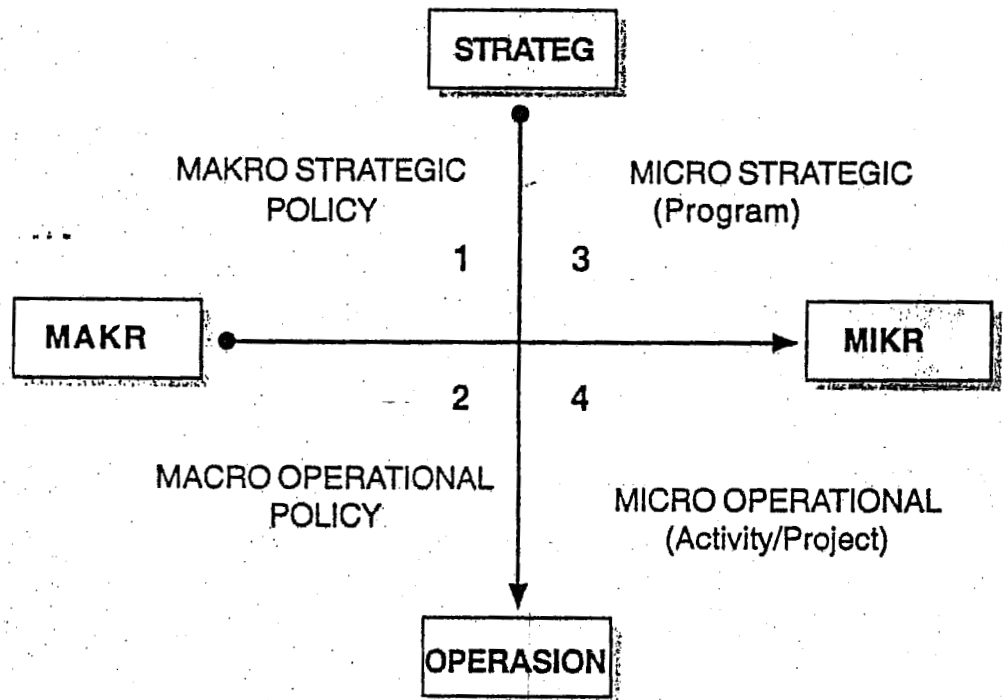 STRATEG
MAKRO STRATEGIC
POLICY
MICRO STRATEGIC
(Program)
1
3
MAKR
MIKR
2
4
MACRO OPERATIONAL
POLICY
MICRO OPERATIONAL
(Activity/Project)
OPERASION